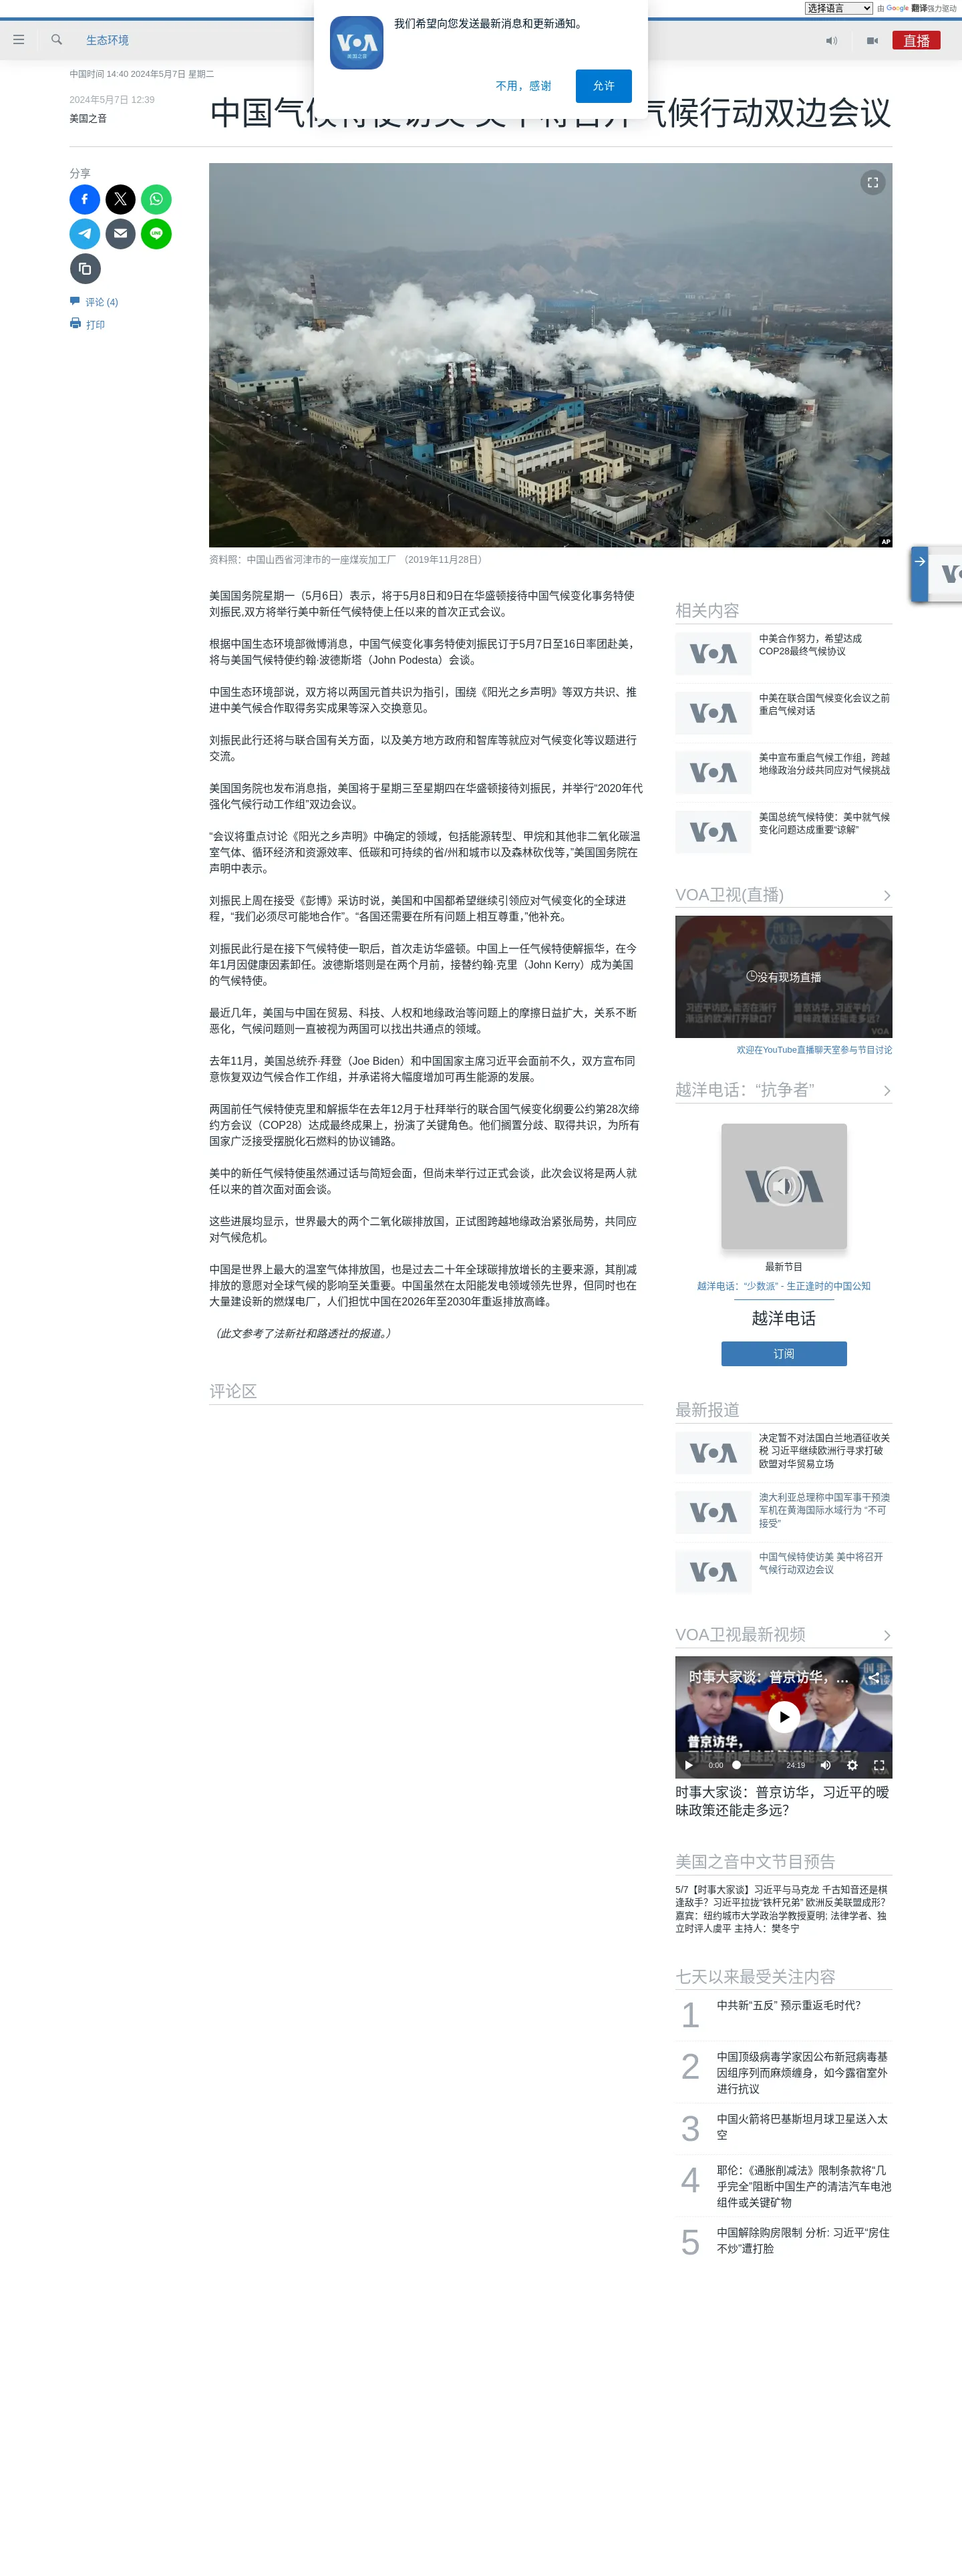 选择语言 由 Google 翻译强力驱动
我们希望向您发送最新消息和更新通知。
VOA
美国之音
不用，感谢
允许
生态环境
直播
中国时间 14:40 2024年5月7日 星期二
2024年5月7日 12:39
美国之音
中国气候特使访美 美中将召开气候行动双边会议
分享
评论 (4)
打印
AP
资料照：中国山西省河津市的一座煤炭加工厂 （2019年11月28日）
美国国务院星期一（5月6日）表示，将于5月8日和9日在华盛顿接待中国气候变化事务特使
刘振民,双方将举行美中新任气候特使上任以来的首次正式会议。
根据中国生态环境部微博消息，中国气候变化事务特使刘振民订于5月7日至16日率团赴美，
将与美国气候特使约翰·波德斯塔（John Podesta）会谈。
中国生态环境部说，双方将以两国元首共识为指引，围绕《阳光之乡声明》等双方共识、推
进中美气候合作取得务实成果等深入交换意见。
刘振民此行还将与联合国有关方面，以及美方地方政府和智库等就应对气候变化等议题进行
交流。
美国国务院也发布消息指，美国将于星期三至星期四在华盛顿接待刘振民，并举行“2020年代
强化气候行动工作组”双边会议。
“会议将重点讨论《阳光之乡声明》中确定的领域，包括能源转型、甲烷和其他非二氧化碳温
室气体、循环经济和资源效率、低碳和可持续的省/州和城市以及森林砍伐等，”美国国务院在
声明中表示。
刘振民上周在接受《彭博》采访时说，美国和中国都希望继续引领应对气候变化的全球进
程，“我们必须尽可能地合作”。“各国还需要在所有问题上相互尊重，”他补充。
刘振民此行是在接下气候特使一职后，首次走访华盛顿。中国上一任气候特使解振华，在今
年1月因健康因素卸任。波德斯塔则是在两个月前，接替约翰·克里（John Kerry）成为美国
的气候特使。
最近几年，美国与中国在贸易、科技、人权和地缘政治等问题上的摩擦日益扩大，关系不断
恶化，气候问题则一直被视为两国可以找出共通点的领域。
去年11月，美国总统乔·拜登（Joe Biden）和中国国家主席习近平会面前不久，双方宣布同
意恢复双边气候合作工作组，并承诺将大幅度增加可再生能源的发展。
两国前任气候特使克里和解振华在去年12月于杜拜举行的联合国气候变化纲要公约第28次缔
约方会议（COP28）达成最终成果上，扮演了关键角色。他们搁置分歧、取得共识，为所有
国家广泛接受摆脱化石燃料的协议铺路。
美中的新任气候特使虽然通过话与简短会面，但尚未举行过正式会谈，此次会议将是两人就
任以来的首次面对面会谈。
这些进展均显示，世界最大的两个二氧化碳排放国，正试图跨越地缘政治紧张局势，共同应
对气候危机。
中国是世界上最大的温室气体排放国，也是过去二十年全球碳排放增长的主要来源，其削减
排放的意愿对全球气候的影响至关重要。中国虽然在太阳能发电领域领先世界，但同时也在
大量建设新的燃煤电厂，人们担忧中国在2026年至2030年重返排放高峰。
（此文参考了法新社和路透社的报道。）
评论区
相关内容
VOA
中美合作努力，希望达成
COP28最终气候协议
VOA
中美在联合国气候变化会议之前
重启气候对话
VOA
美中宣布重启气候工作组，跨越
地缘政治分歧共同应对气候挑战
VOA
美国总统气候特使：美中就气候
变化问题达成重要“谅解”
VOA卫视(直播)
没有现场直播
习近平访欧,能否在渐行
渐远的欧洲打开缺口？
普京访华，习近平的
暧昧政策还能走多远？
VOA
欢迎在YouTube直播聊天室参与节目讨论
越洋电话：“抗争者”
VOA
最新节目
越洋电话：“少数派” - 生正逢时的中国公知
越洋电话
订阅
最新报道
VOA
决定暂不对法国白兰地酒征收关
税 习近平继续欧洲行寻求打破
欧盟对华贸易立场
VOA
澳大利亚总理称中国军事干预澳
军机在黄海国际水域行为 “不可
接受”
VOA
中国气候特使访美 美中将召开
气候行动双边会议
VOA卫视最新视频
时事大家谈：普京访华，...
时事
大家谈
普京访华，
习近平的暧昧政策还能走多远？
0:00 24:19
VOA
时事大家谈：普京访华，习近平的暧
昧政策还能走多远？
美国之音中文节目预告
5/7【时事大家谈】习近平与马克龙 千古知音还是棋
逢敌手？习近平拉拢“铁杆兄弟” 欧洲反美联盟成形？
嘉宾：纽约城市大学政治学教授夏明; 法律学者、独
立时评人虞平 主持人：樊冬宁
七天以来最受关注内容
1 中共新“五反” 预示重返毛时代？
2 中国顶级病毒学家因公布新冠病毒基
因组序列而麻烦缠身，如今露宿室外
进行抗议
3 中国火箭将巴基斯坦月球卫星送入太
空
4 耶伦：《通胀削减法》限制条款将“几
乎完全”阻断中国生产的清洁汽车电池
组件或关键矿物
5 中国解除购房限制 分析: 习近平“房住
不炒”遭打脸